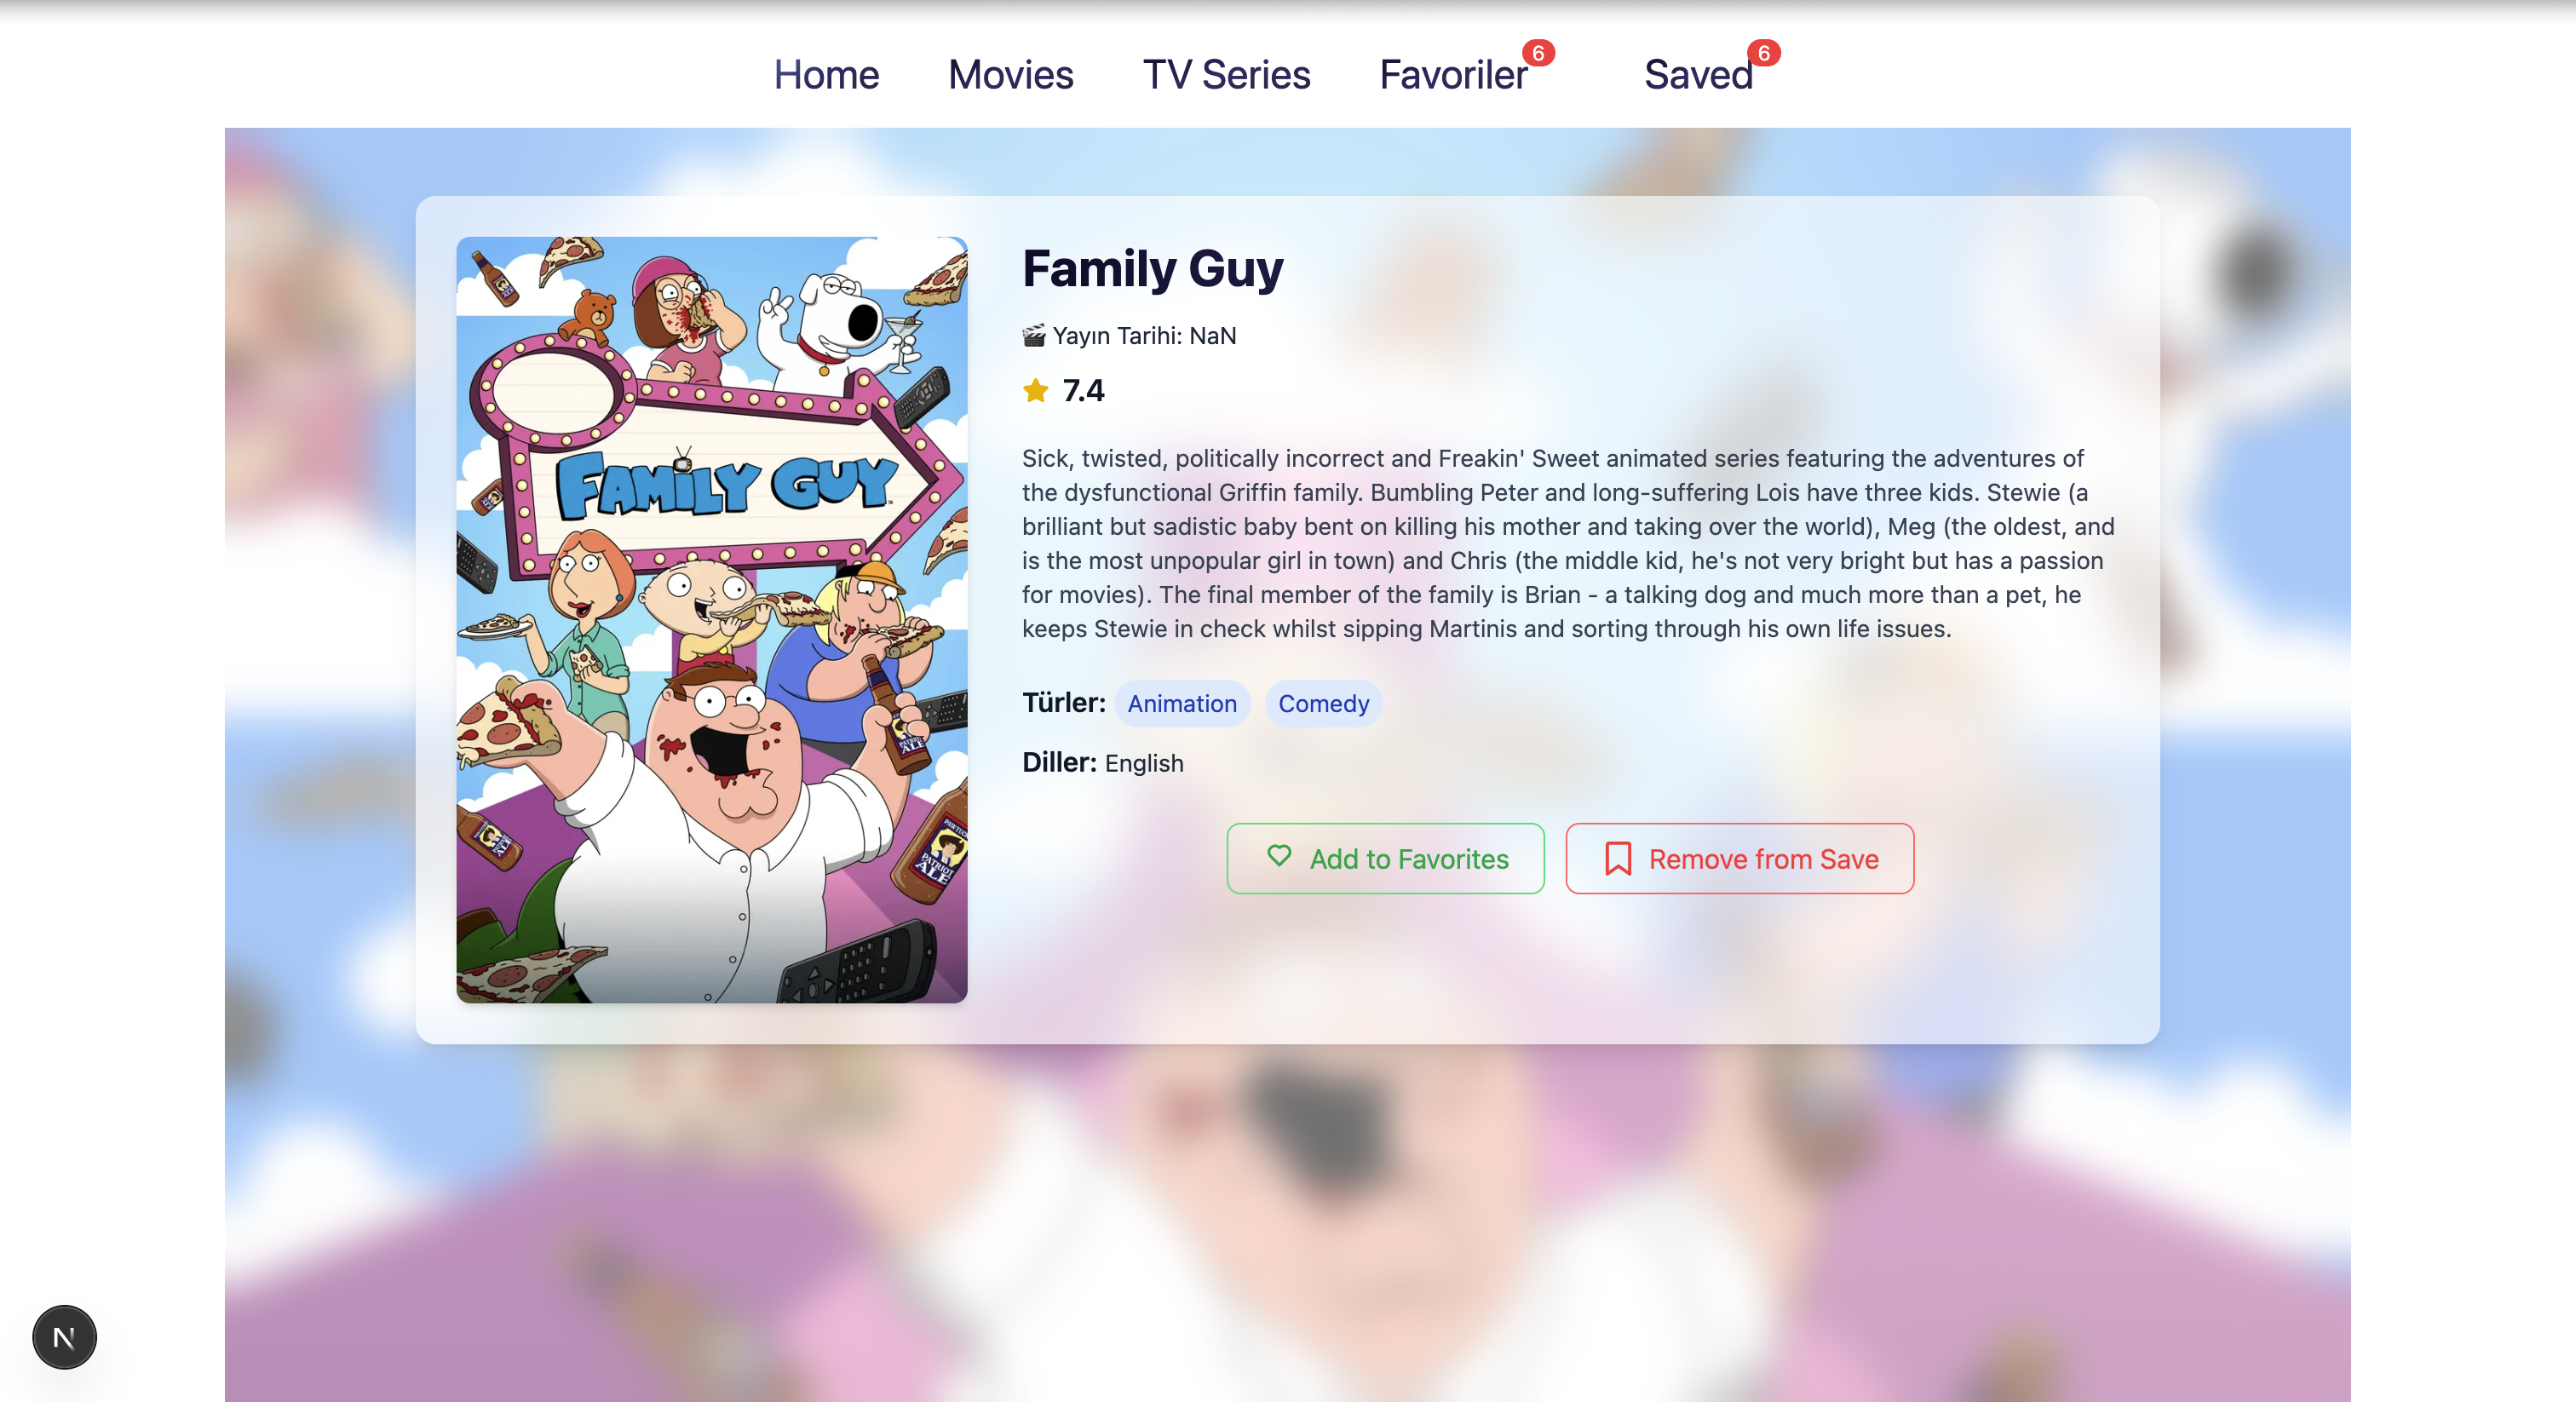 Home Movies TV Series Favoriler 6 Saved 6
Family Guy
🎬 Yayın Tarihi: NaN
7.4
FAMiLY GUY
Sick, twisted, politically incorrect and Freakin' Sweet animated series featuring the adventures of
the dysfunctional Griffin family. Bumbling Peter and long-suffering Lois have three kids. Stewie (a
brilliant but sadistic baby bent on killing his mother and taking over the world), Meg (the oldest, and
is the most unpopular girl in town) and Chris (the middle kid, he's not very bright but has a passion
for movies). The final member of the family is Brian - a talking dog and much more than a pet, he
keeps Stewie in check whilst sipping Martinis and sorting through his own life issues.
Türler: Animation Comedy
Diller: English
Add to Favorites Remove from Save
PATRIOT
ALE
N